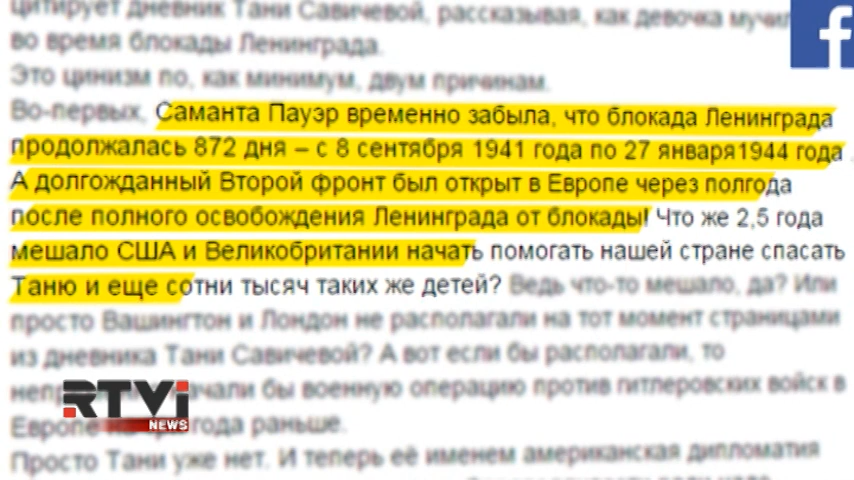 цитирует дневник Тани Савичевой, рассказывая, как девочка мучи
во время блокады Ленинграда.
Это цинизм по, как минимум, двум причинам.
Во-первых, Саманта Пауэр временно забыла, что блокада Ленинграда
продолжалась 872 дня – с 8 сентября 1941 года по 27 января1944 года.
А долгожданный Второй фронт был открыт в Европе через полгода
после полного освобождения Ленинграда от блокады! Что же 2,5 года
мешало США и Великобритании начать помогать нашей стране спасать
Таню и еще сотни тысяч таких же детей? Ведь что-то мешало, да? Или
просто Вашингтон и Лондон не располагали на тот момент страницами
из дневника Тани Савичевой? А вот если бы располагали, то
начали бы военную операцию против гитлеровских войск в
Европе года раньше.
Просто Тани уже нет. И теперь её именем американская дипломатия
f
RTVi
NEWS